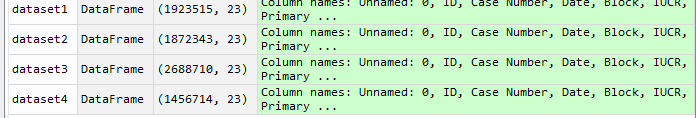 dataset1 DataFrame (1923515, 23) Column names: Unnamed: 0, ID, Case Number, Date, Block, IUCR,
Primary ...
dataset2 DataFrame (1872343, 23) Column names: Unnamed: 0, ID, Case Number, Date, Block, IUCR,
Primary ...
dataset3 DataFrame (2688710, 23) Column names: Unnamed: 0, ID, Case Number, Date, Block, IUCR,
Primary ...
dataset4 DataFrame (1456714, 23) Column names: Unnamed: 0, ID, Case Number, Date, Block, IUCR,
Primary ...